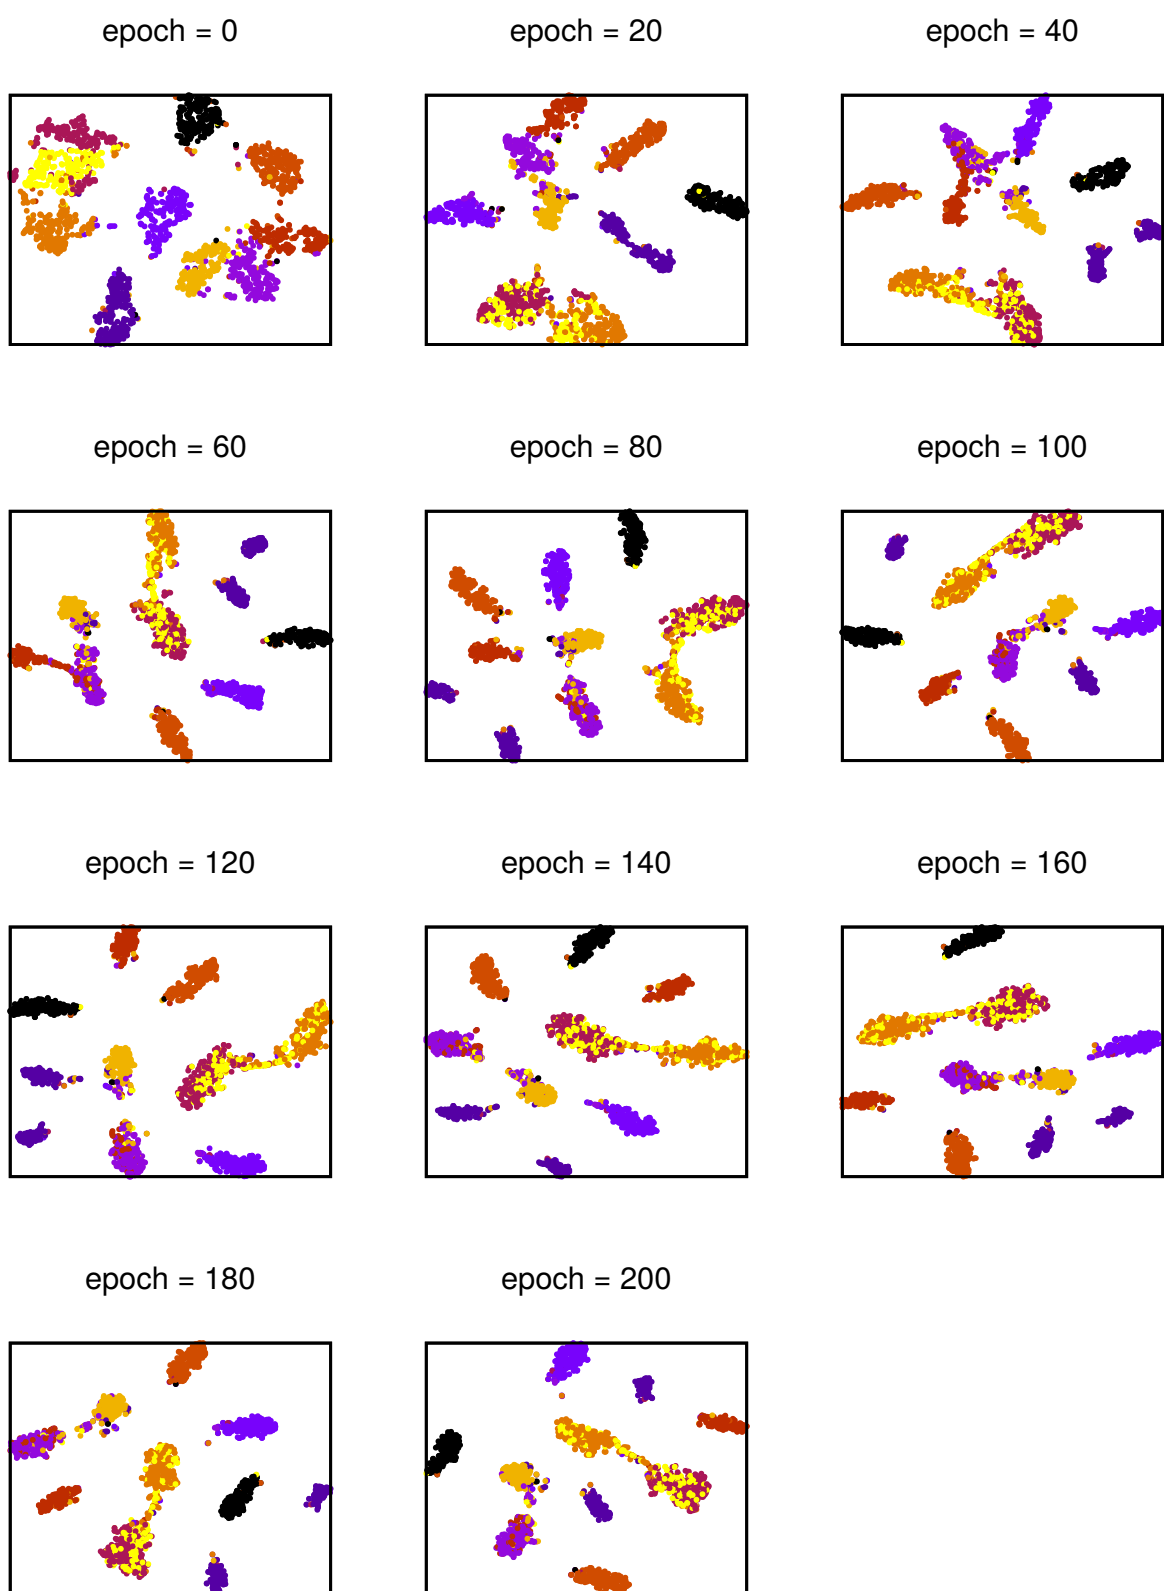 epoch = 0
epoch = 20
epoch = 40
epoch = 60
epoch = 80
epoch = 100
epoch = 120
epoch = 140
epoch = 160
epoch = 180
epoch = 200